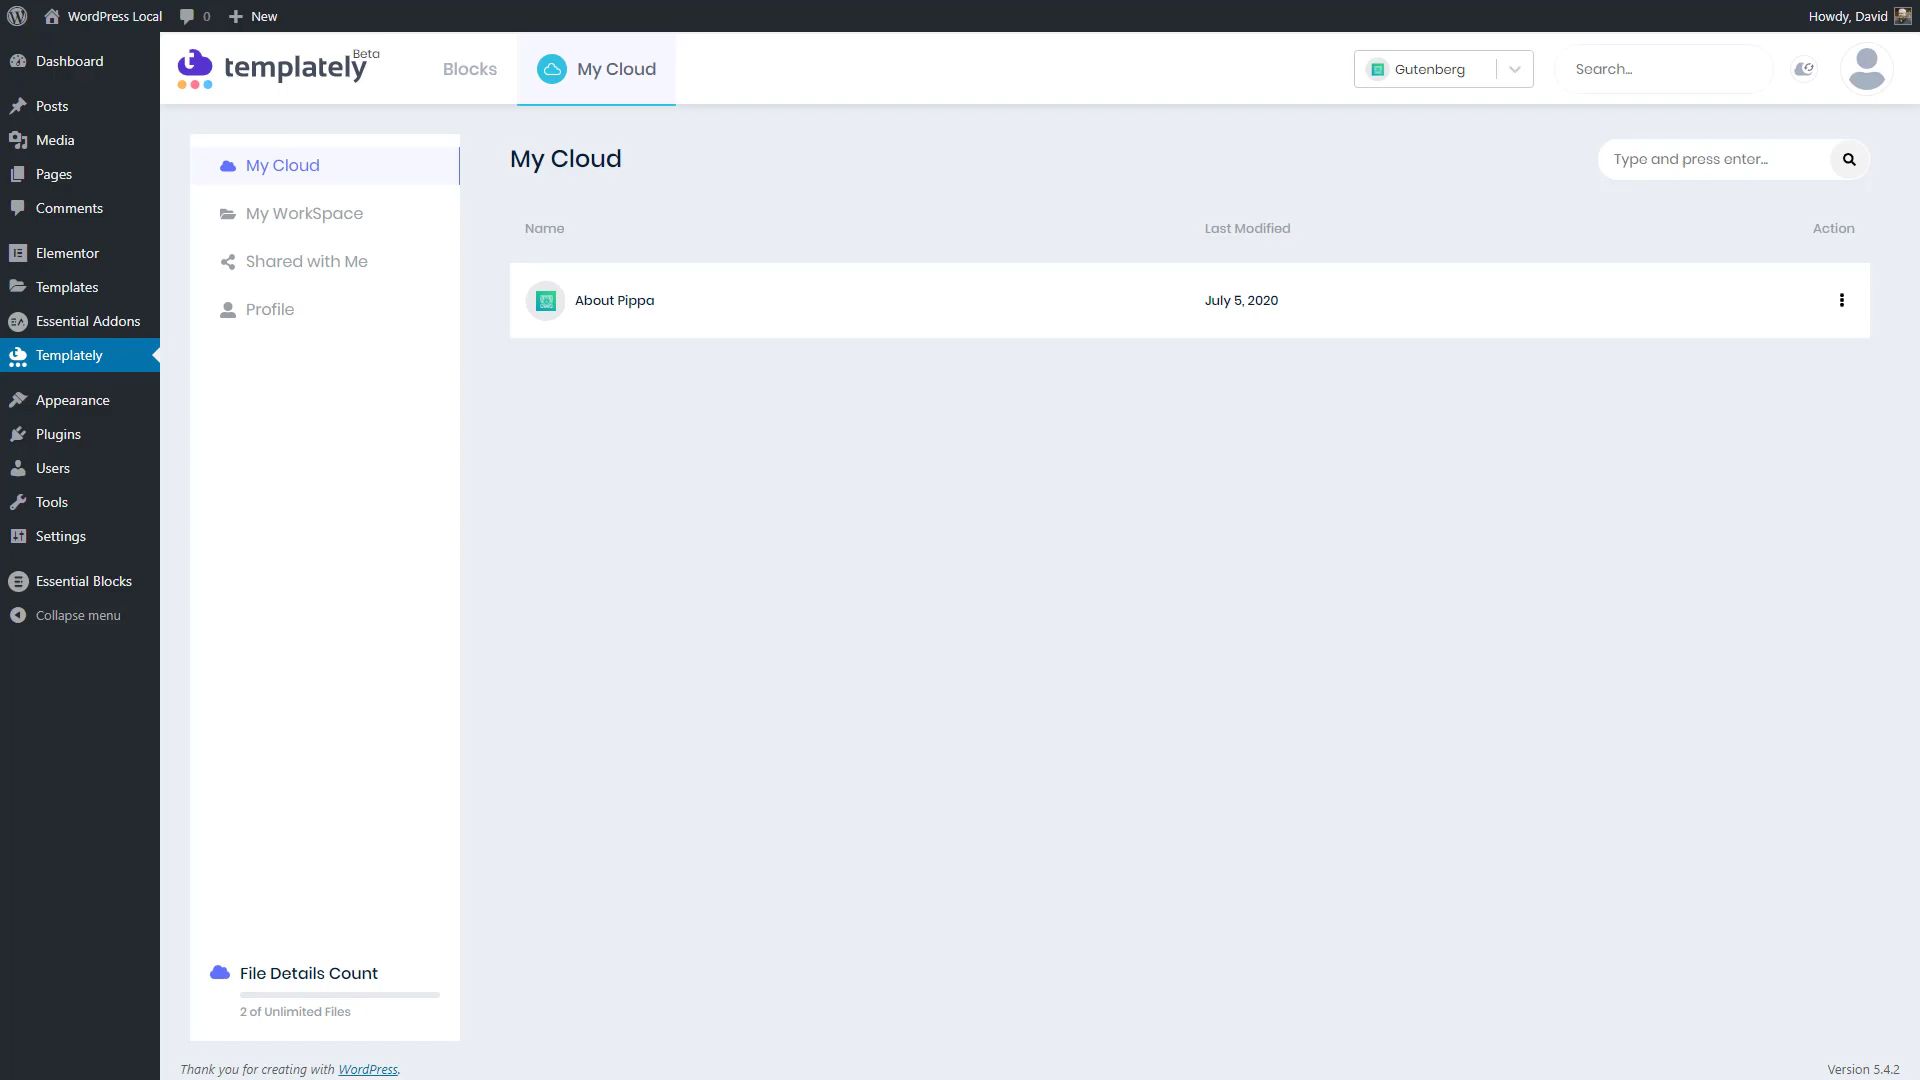 WordPress Local
0
New
Howdy, David
Dashboard
Posts
Media
Pages
Comments
Elementor
Templates
Essential Addons
Templately
Appearance
Plugins
Users
Tools
Settings
Essential Blocks
Collapse menu
templately Beta
Blocks
My Cloud
Gutenberg
Search...
My Cloud
My WorkSpace
Shared with Me
Profile
File Details Count
2 of Unlimited Files
My Cloud
Type and press enter...
Name
Last Modified
Action
About Pippa
July 5, 2020
Thank you for creating with WordPress.
Version 5.4.2